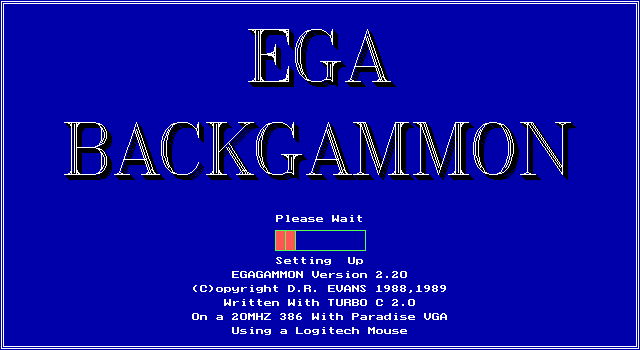 EGA
BACKGAMMON
Please Wait
Setting  Up
EGAGAMMON Version 2.20
(C)opyright D.R. EVANS 1988,1989
Written With TURBO C 2.0
On a 20MHZ 386 With Paradise VGA
Using a Logitech Mouse